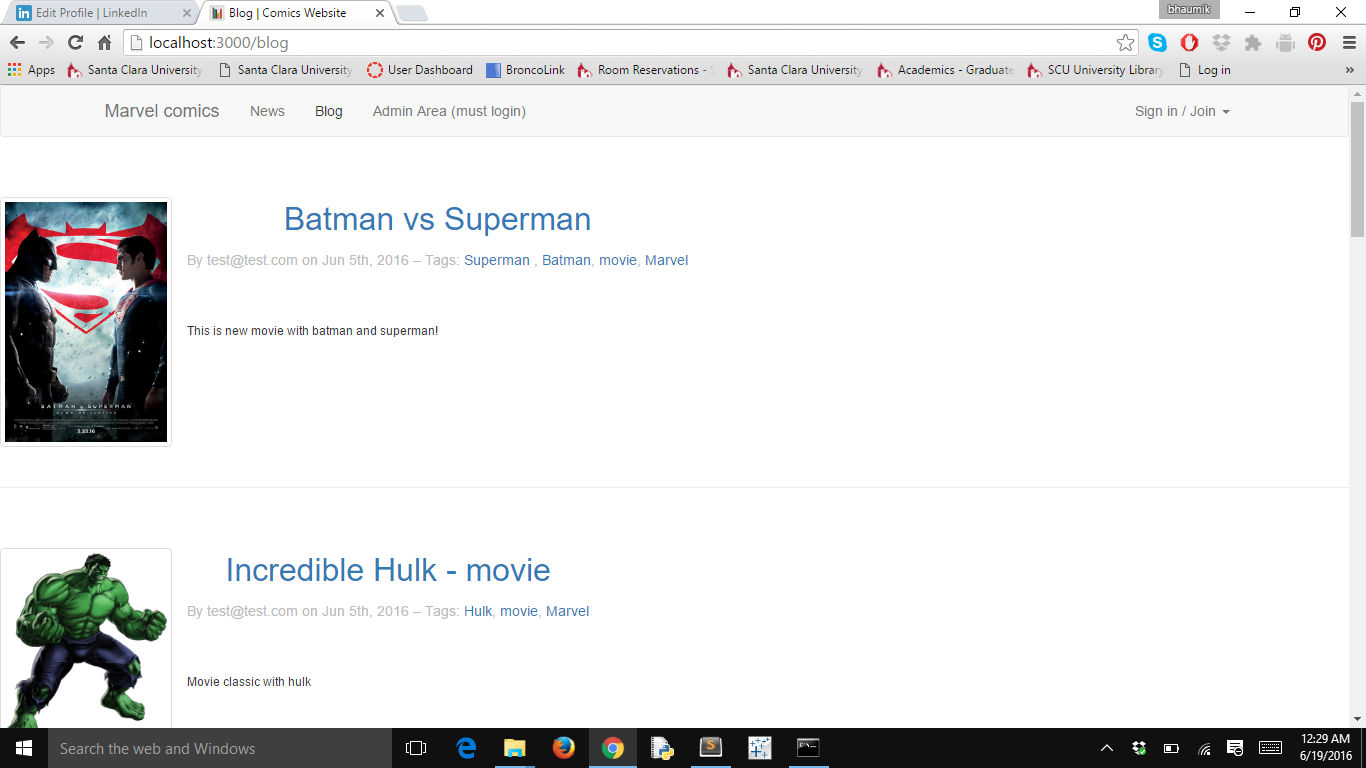 Edit Profile | LinkedIn
Blog | Comics Website
bhaumik
localhost:3000/blog
Apps Santa Clara University Santa Clara University User Dashboard BroncoLink Room Reservations - S Santa Clara University Academics - Graduate SCU University Library Log in »
Marvel comics News Blog Admin Area (must login) Sign in / Join
Batman vs Superman
By test@test.com on Jun 5th, 2016 – Tags: Superman , Batman, movie, Marvel
This is new movie with batman and superman!
BATMAN v SUPERMAN
DAWN OF JUSTICE
3.25.16
Incredible Hulk - movie
By test@test.com on Jun 5th, 2016 – Tags: Hulk, movie, Marvel
Movie classic with hulk
Search the web and Windows
12:29 AM
6/19/2016